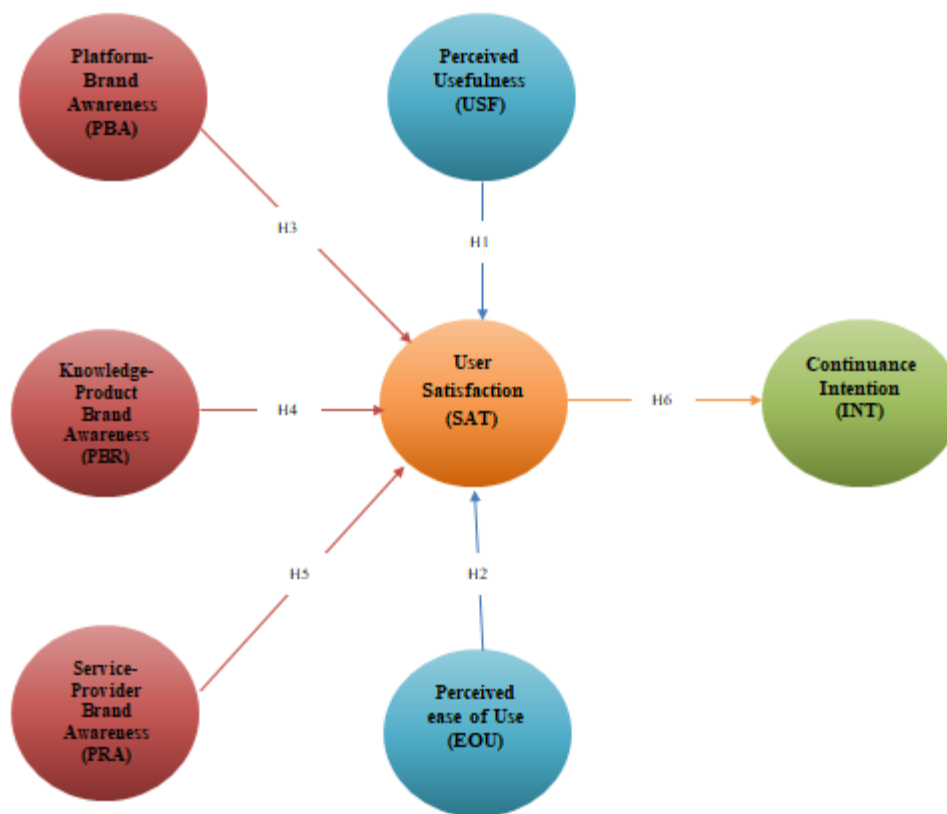 Platform-
Brand
Awareness
(PBA)
Perceived
Usefulness
(USF)
H3
H1
Knowledge-
Product
Brand
Awareness
(PBR)
H4
User
Satisfaction
(SAT)
H6
Continuance
Intention
(INT)
H5
H2
Service-
Provider
Brand
Awareness
(PRA)
Perceived
ease of Use
(EOU)